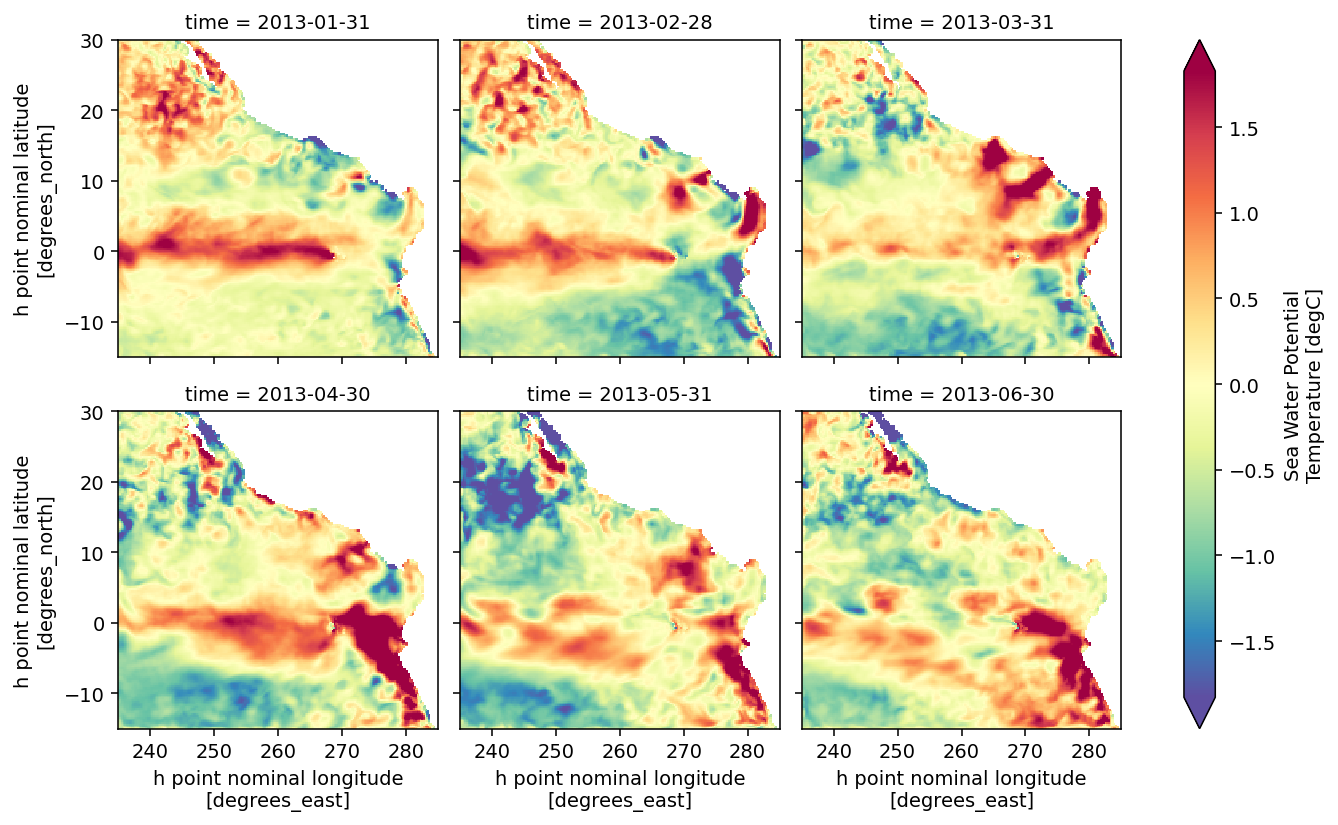 time = 2013-01-31
time = 2013-02-28
time = 2013-03-31
30
20
10
0
−10
h point nominal latitude
[degrees_north]
time = 2013-04-30
time = 2013-05-31
time = 2013-06-30
30
20
10
0
−10
h point nominal latitude
[degrees_north]
240 250 260 270 280
240 250 260 270 280
240 250 260 270 280
h point nominal longitude
[degrees_east]
h point nominal longitude
[degrees_east]
h point nominal longitude
[degrees_east]
1.5
1.0
0.5
0.0
−0.5
−1.0
−1.5
Sea Water Potential
Temperature [degC]